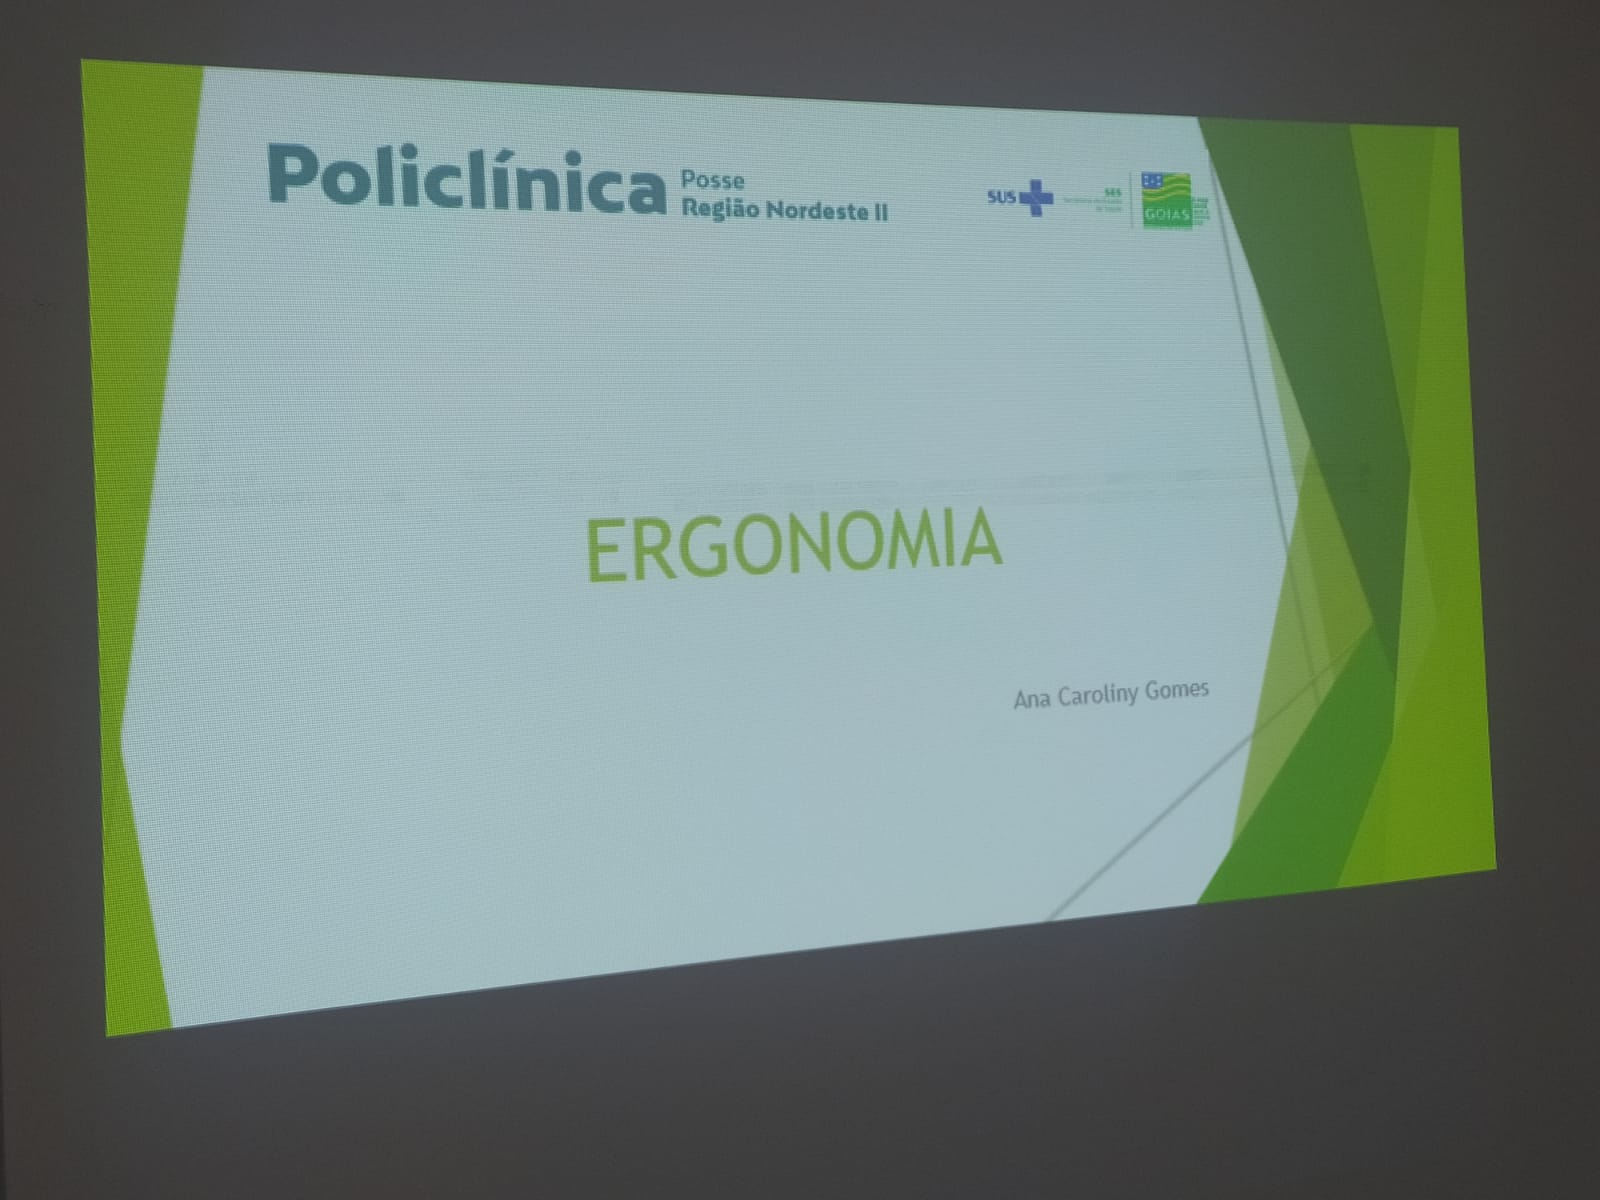 Policlínica
Posse
Região Nordeste II
SUS
SES
GOIÁS
ERGONOMIA
Ana Caroliny Gomes